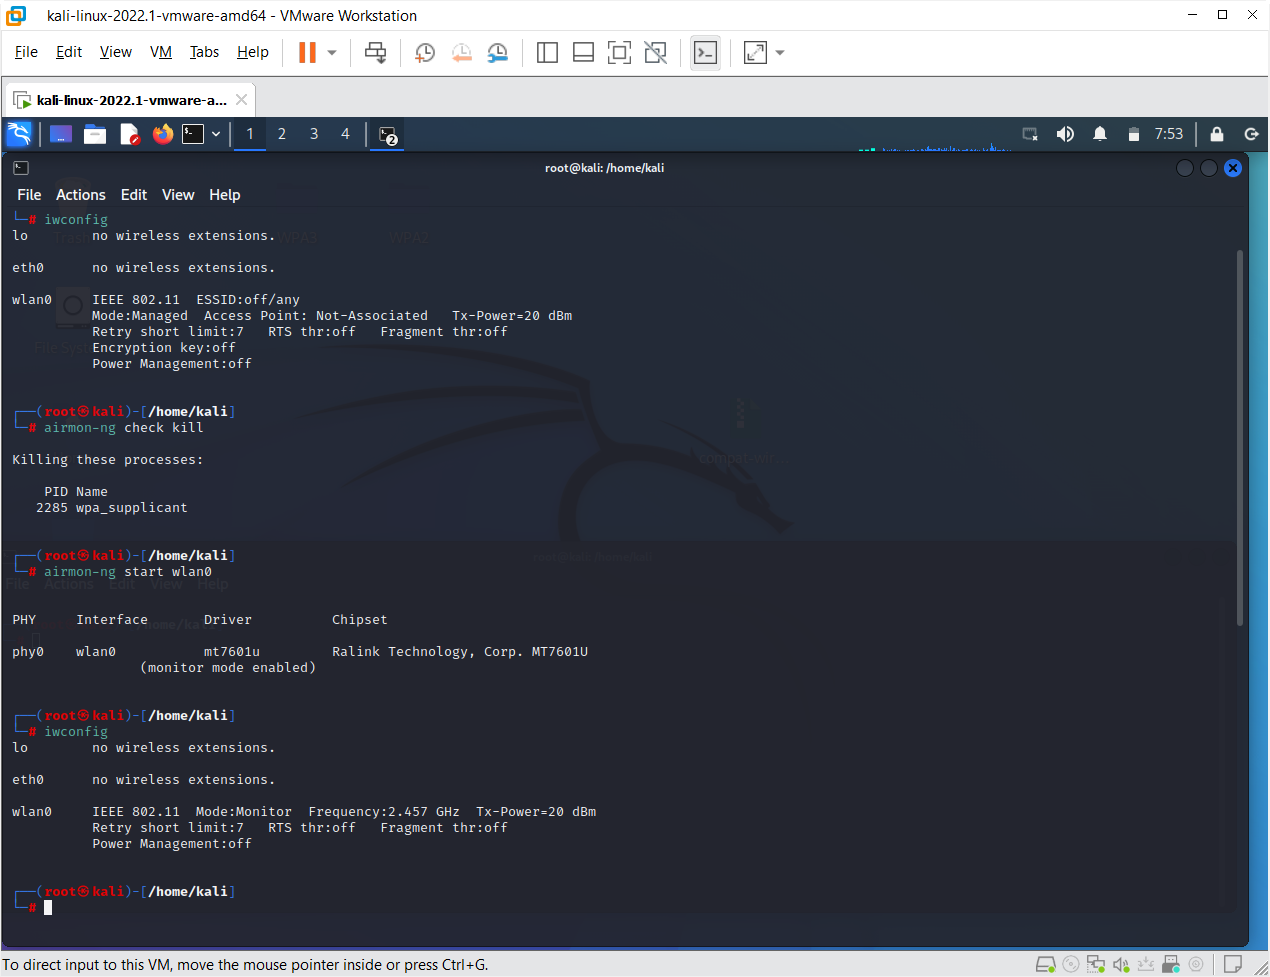 kali-linux-2022.1-vmware-amd64 - VMware Workstation
File Edit View VM Tabs Help
kali-linux-2022.1-vmware-a...
1 2 3 4 2 7:53
root@kali: /home/kali
File Actions Edit View Help
└─# iwconfig
lo        no wireless extensions.
Trash WPA3 WPA2
eth0      no wireless extensions.
wlan0     IEEE 802.11  ESSID:off/any
Mode:Managed  Access Point: Not-Associated   Tx-Power=20 dBm
Retry short limit:7   RTS thr:off   Fragment thr:off
Encryption key:off
Power Management:off
┌──(root㉿kali)-[/home/kali]
└─# airmon-ng check kill
Killing these processes:
PID Name
2285 wpa_supplicant
┌──(root㉿kali)-[/home/kali]
└─# airmon-ng start wlan0
File Actions Edit View Help
PHY     Interface       Driver          Chipset
phy0    wlan0           mt7601u         Ralink Technology, Corp. MT7601U
(monitor mode enabled)
┌──(root㉿kali)-[/home/kali]
└─# iwconfig
lo        no wireless extensions.
eth0      no wireless extensions.
wlan0     IEEE 802.11  Mode:Monitor  Frequency:2.457 GHz  Tx-Power=20 dBm
Retry short limit:7   RTS thr:off   Fragment thr:off
Power Management:off
┌──(root㉿kali)-[/home/kali]
└─#
To direct input to this VM, move the mouse pointer inside or press Ctrl+G.